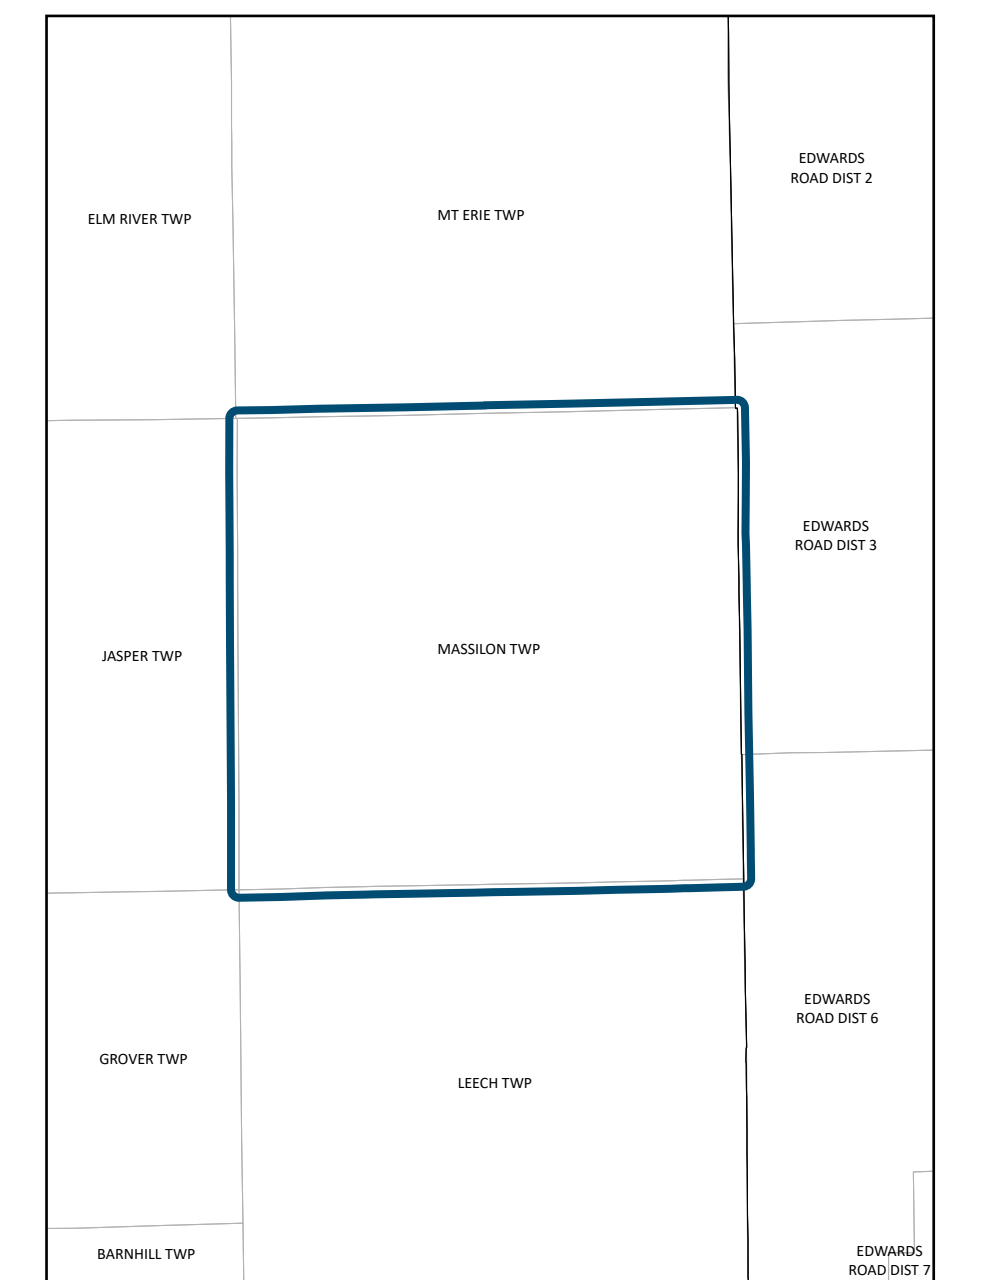 EDWARDS
ROAD DIST 2
ELM RIVER TWP
MT ERIE TWP
EDWARDS
ROAD DIST 3
JASPER TWP
MASSILON TWP
EDWARDS
ROAD DIST 6
GROVER TWP
LEECH TWP
BARNHILL TWP
EDWARDS
ROAD DIST 7